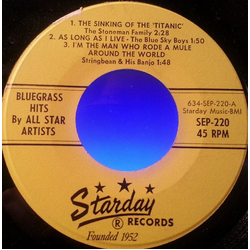 1. THE SINKING OF THE 'TITANIC'
The Stoneman Family 2:28
2. AS LONG AS I LIVE - The Blue Sky Boys 1:50
3. I'M THE MAN WHO RODE A MULE
AROUND THE WORLD
Stringbean & His Banjo 1:48
BLUEGRASS
HITS
By ALL STAR
ARTISTS
634-SEP-220-A
Starday Music-BMI
SEP-220
45 RPM
Starday
® RECORDS
Founded 1952